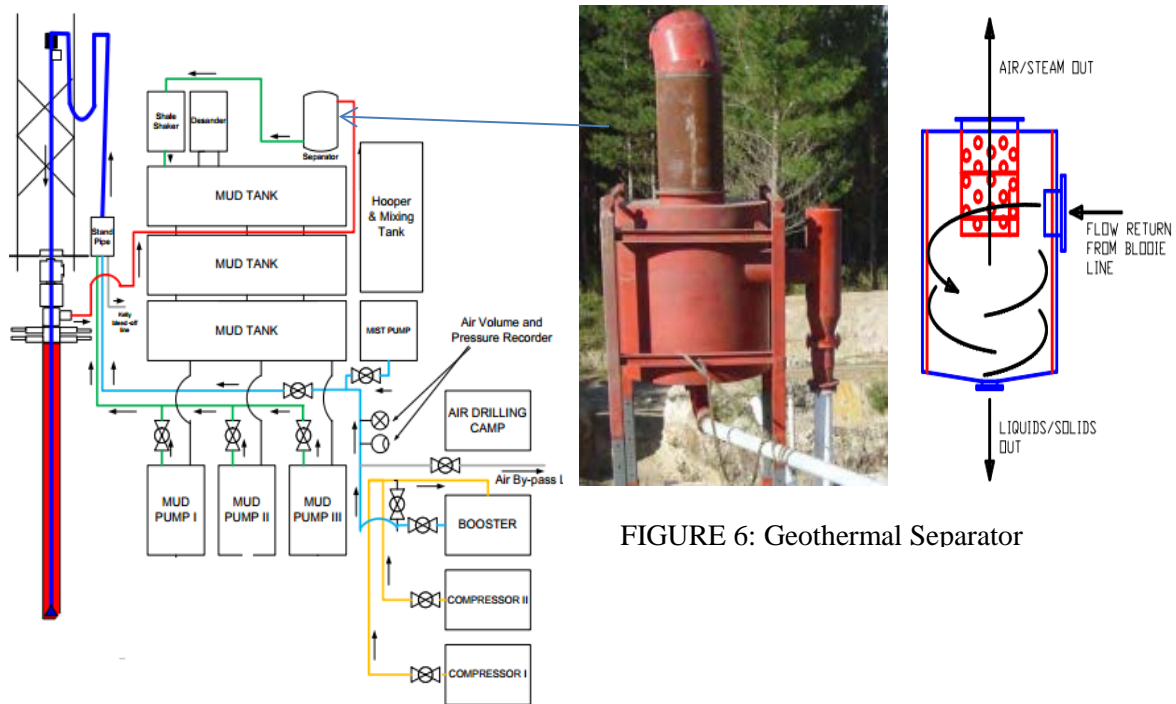 Shale
Shaker
Desander
Separator
MUD TANK
Hooper
& Mixing
Tank
Stand
Pipe
MUD TANK
Kelly
bleed-off
line
MUD TANK
MIST PUMP
Air Volume and
Pressure Recorder
AIR DRILLING
CAMP
Air By-pass L
MUD
PUMP I
MUD
PUMP II
MUD
PUMP III
BOOSTER
COMPRESSOR II
COMPRESSOR I
AIR/STEAM OUT
FLOW RETURN
FROM BLOOIE
LINE
LIQUIDS/SOLIDS
OUT
FIGURE 6: Geothermal Separator